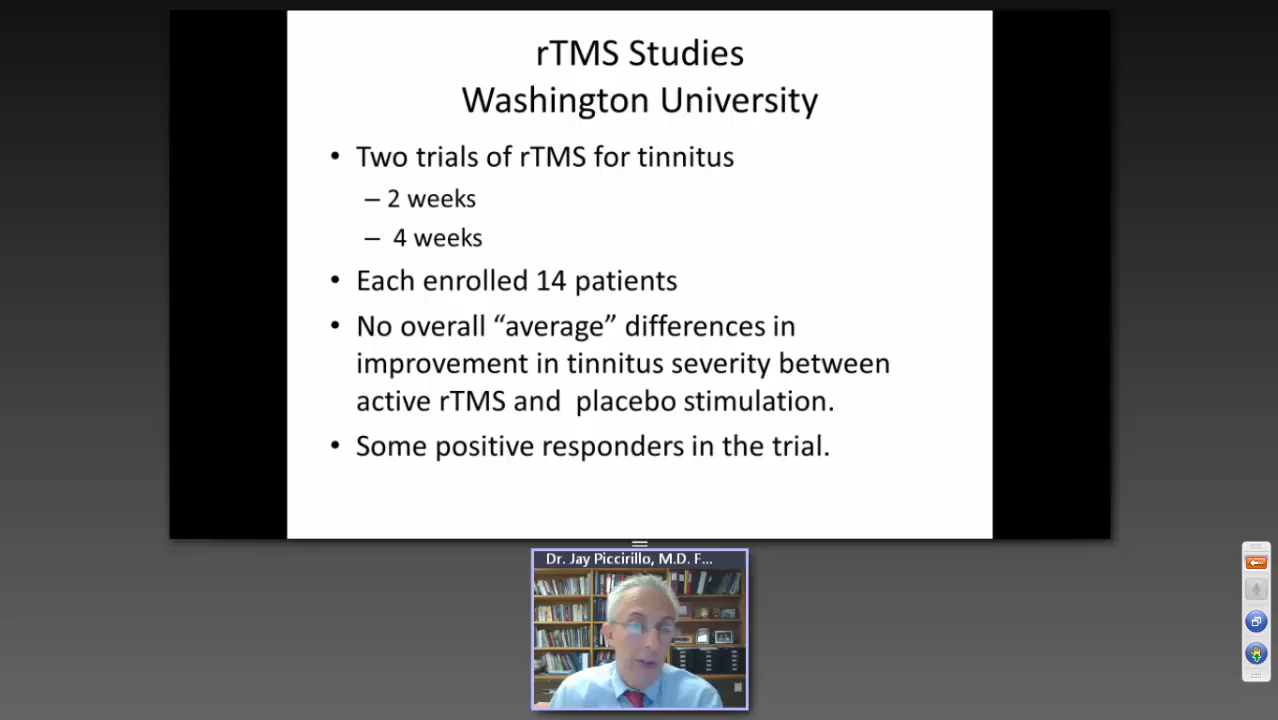 rTMS Studies
Washington University
• Two trials of rTMS for tinnitus
– 2 weeks
– 4 weeks
• Each enrolled 14 patients
• No overall “average” differences in
improvement in tinnitus severity between
active rTMS and placebo stimulation.
• Some positive responders in the trial.
Dr. Jay Piccirillo, M.D. F...